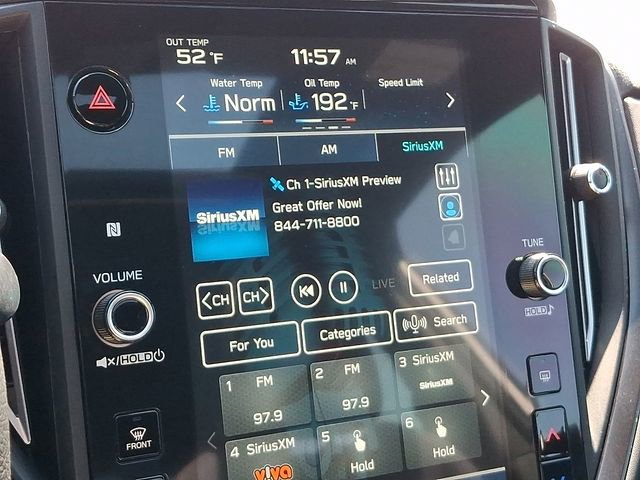 OUT TEMP
52 °F
11:57 AM
Water Temp
Oil Temp
Speed Limit
Norm
192 °F
FM
AM
SiriusXM
SiriusXM
Ch 1-SiriusXM Preview
Great Offer Now!
844-711-8800
N
VOLUME
HOLD
TUNE
HOLD
<CH
CH>
LIVE
Related
For You
Categories
Search
1 FM
97.9
2 FM
97.9
3 SiriusXM
SiriusXM
4 SiriusXM
viva
5
Hold
6
Hold
FRONT